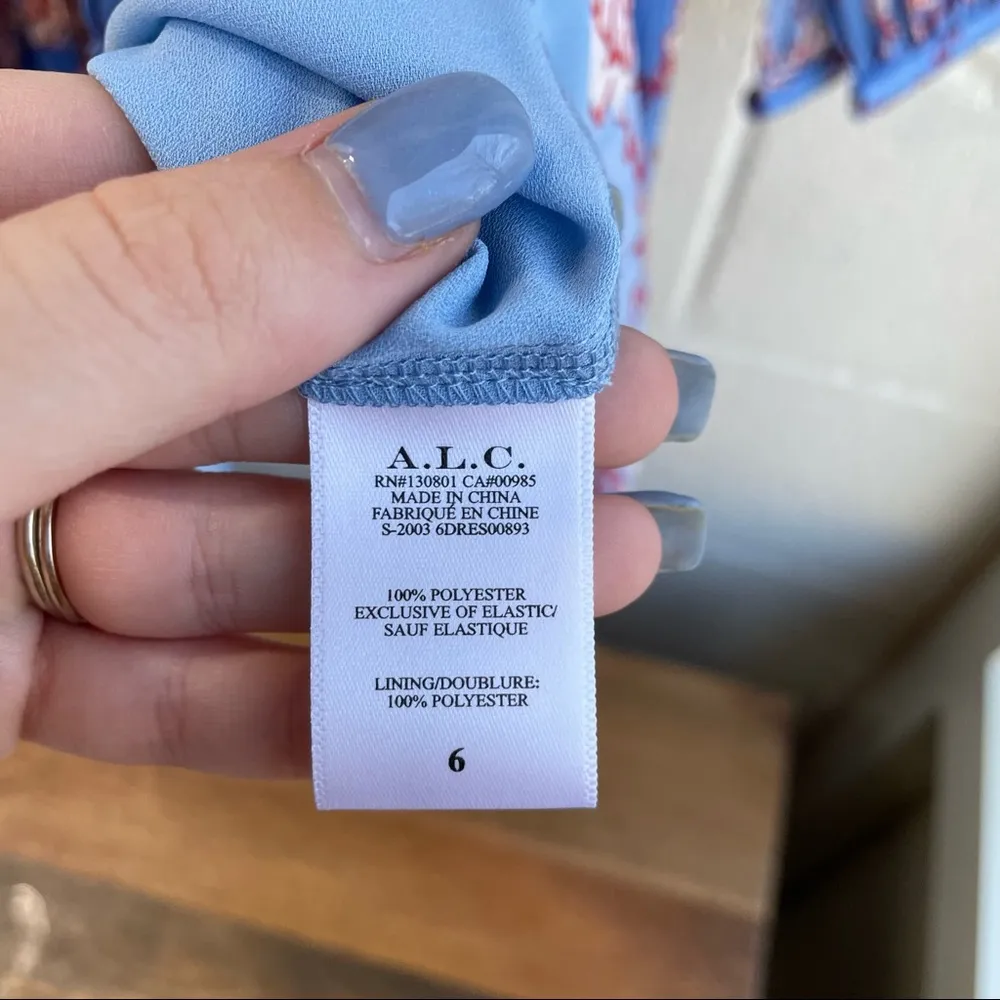 A.L.C.
RN#130801 CA#00985
MADE IN CHINA
FABRIQUÉ EN CHINE
S-2003 6DRES00893
100% POLYESTER
EXCLUSIVE OF ELASTIC/
SAUF ELASTIQUE
LINING/DOUBLURE:
100% POLYESTER
6